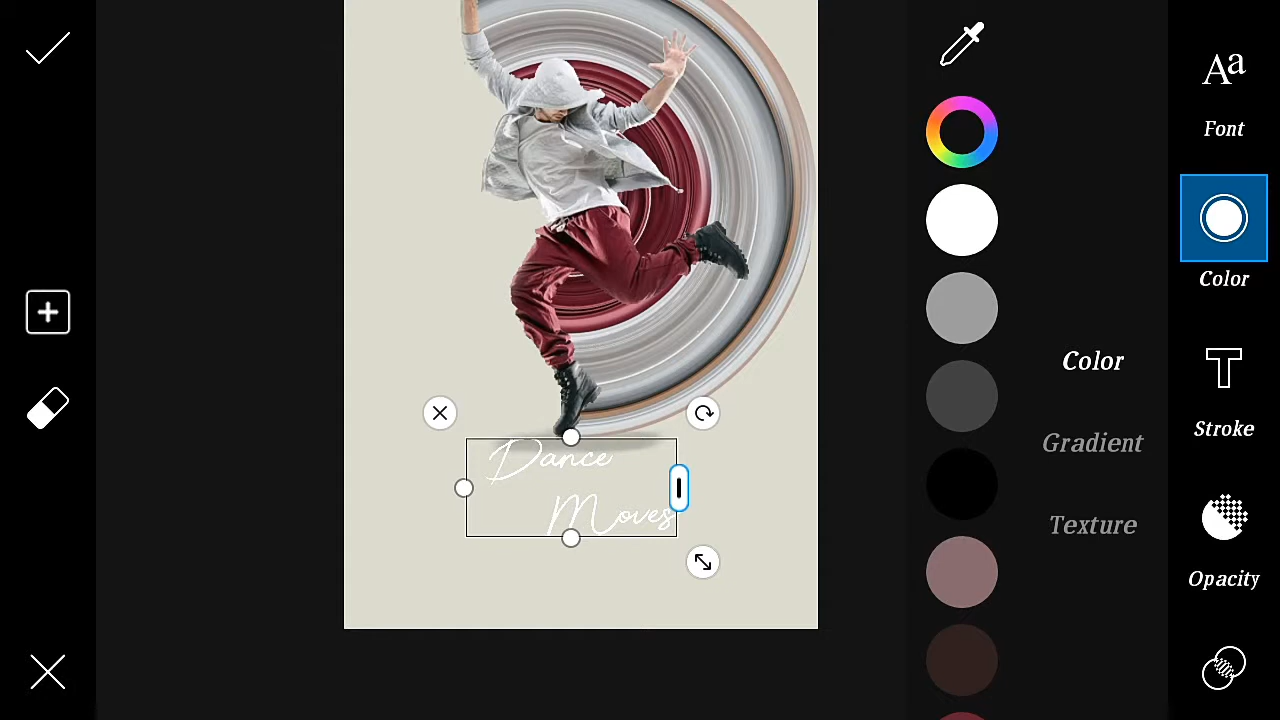 Aa
Font
Color
Color
Gradient
Stroke
Texture
Opacity
Dance
Moves